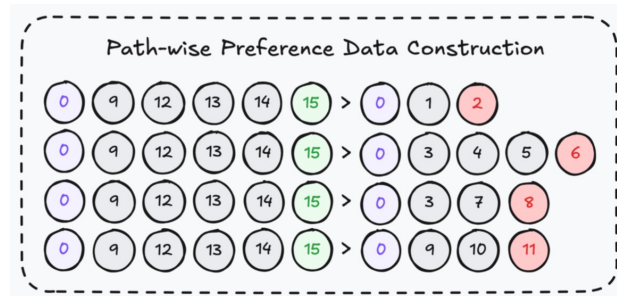 Path-wise Preference Data Construction
0 9 12 13 14 15 > 0 1 2
0 9 12 13 14 15 > 0 3 4 5 6
0 9 12 13 14 15 > 0 3 7 8
0 9 12 13 14 15 > 0 9 10 11